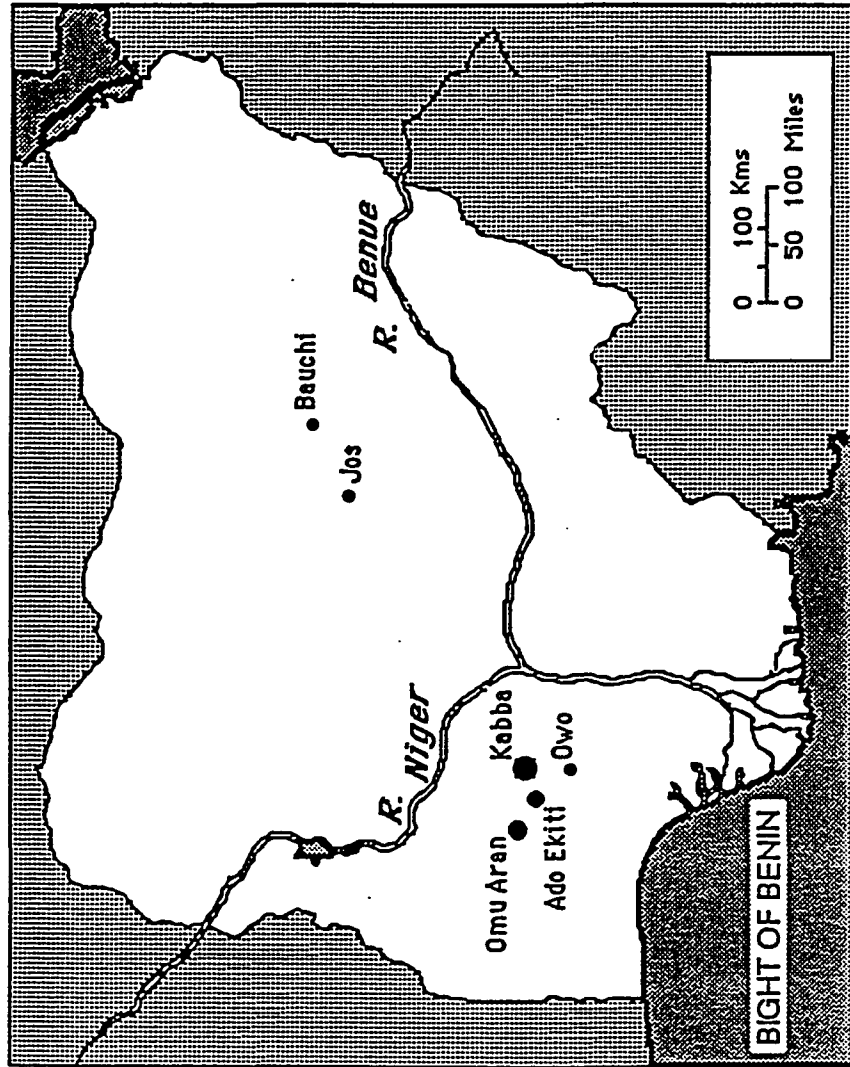 Bauchi
Jos
R. Benue
R. Niger
Kabba
Owo
Omu Aran
Ado Ekiti
BIGHT OF BENIN
0 100 Kms
0 50 100 Miles